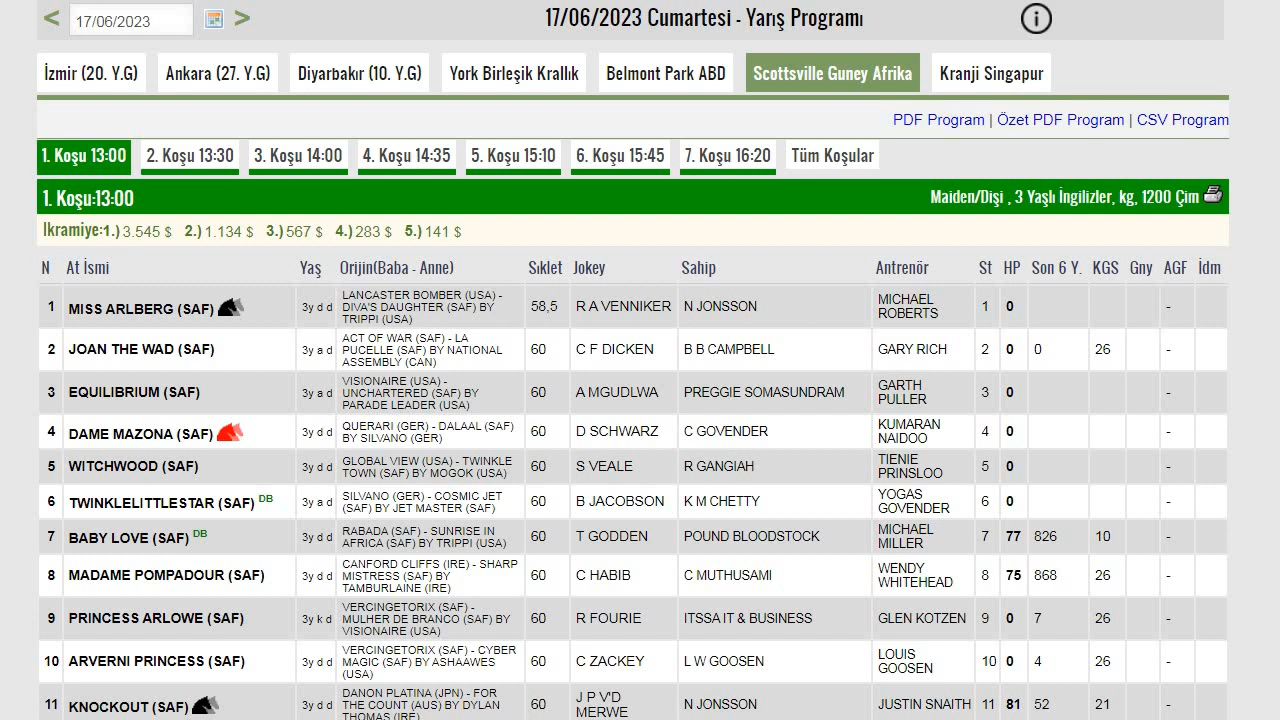 < 17/06/2023 > 17/06/2023 Cumartesi - Yarış Programı i
İzmir (20. Y.G) Ankara (27. Y.G) Diyarbakır (10. Y.G) York Birleşik Krallık Belmont Park ABD Scottsville Guney Afrika Kranji Singapur
PDF Program | Özet PDF Program | CSV Program
1. Koşu 13:00 2. Koşu 13:30 3. Koşu 14:00 4. Koşu 14:35 5. Koşu 15:10 6. Koşu 15:45 7. Koşu 16:20 Tüm Koşular
1. Koşu:13:00 Maiden/Dişi , 3 Yaşlı İngilizler, kg, 1200 Çim
Ikramiye:1.) 3.545 $ 2.) 1.134 $ 3.) 567 $ 4.) 283 $ 5.) 141 $
N At İsmi Yaş Orijin(Baba - Anne) Sıklet Jokey Sahip Antrenör St HP Son 6 Y. KGS Gny AGF İdm
1 MISS ARLBERG (SAF) 3y d d LANCASTER BOMBER (USA) - DIVA'S DAUGHTER (SAF) BY TRIPPI (USA) 58,5 R A VENNIKER N JONSSON MICHAEL ROBERTS 1 0 -
2 JOAN THE WAD (SAF) 3y a d ACT OF WAR (SAF) - LA PUCELLE (SAF) BY NATIONAL ASSEMBLY (CAN) 60 C F DICKEN B B CAMPBELL GARY RICH 2 0 0 26 -
3 EQUILIBRIUM (SAF) 3y a d VISIONAIRE (USA) - UNCHARTERED (SAF) BY PARADE LEADER (USA) 60 A MGUDLWA PREGGIE SOMASUNDRAM GARTH PULLER 3 0 -
4 DAME MAZONA (SAF) 3y d d QUERARI (GER) - DALAAL (SAF) BY SILVANO (GER) 60 D SCHWARZ C GOVENDER KUMARAN NAIDOO 4 0 -
5 WITCHWOOD (SAF) 3y d d GLOBAL VIEW (USA) - TWINKLE TOWN (SAF) BY MOGOK (USA) 60 S VEALE R GANGIAH TIENIE PRINSLOO 5 0 -
6 TWINKLELITTLESTAR (SAF) DB 3y a d SILVANO (GER) - COSMIC JET (SAF) BY JET MASTER (SAF) 60 B JACOBSON K M CHETTY YOGAS GOVENDER 6 0 -
7 BABY LOVE (SAF) DB 3y d d RABADA (SAF) - SUNRISE IN AFRICA (SAF) BY TRIPPI (USA) 60 T GODDEN POUND BLOODSTOCK MICHAEL MILLER 7 77 826 10 -
8 MADAME POMPADOUR (SAF) 3y d d CANFORD CLIFFS (IRE) - SHARP MISTRESS (SAF) BY TAMBURLAINE (IRE) 60 C HABIB C MUTHUSAMI WENDY WHITEHEAD 8 75 868 26 -
9 PRINCESS ARLOWE (SAF) 3y k d VERCINGETORIX (SAF) - MULHER DE BRANCO (SAF) BY VISIONAIRE (USA) 60 R FOURIE ITSSA IT & BUSINESS GLEN KOTZEN 9 0 7 26 -
10 ARVERNI PRINCESS (SAF) 3y d d VERCINGETORIX (SAF) - CYBER MAGIC (SAF) BY ASHAAWES (USA) 60 C ZACKEY L W GOOSEN LOUIS GOOSEN 10 0 4 26 -
11 KNOCKOUT (SAF) 3y d d DANON PLATINA (JPN) - FOR THE COUNT (AUS) BY DYLAN THOMAS (IRE) 60 J P V'D MERWE N JONSSON JUSTIN SNAITH 11 81 52 21 -